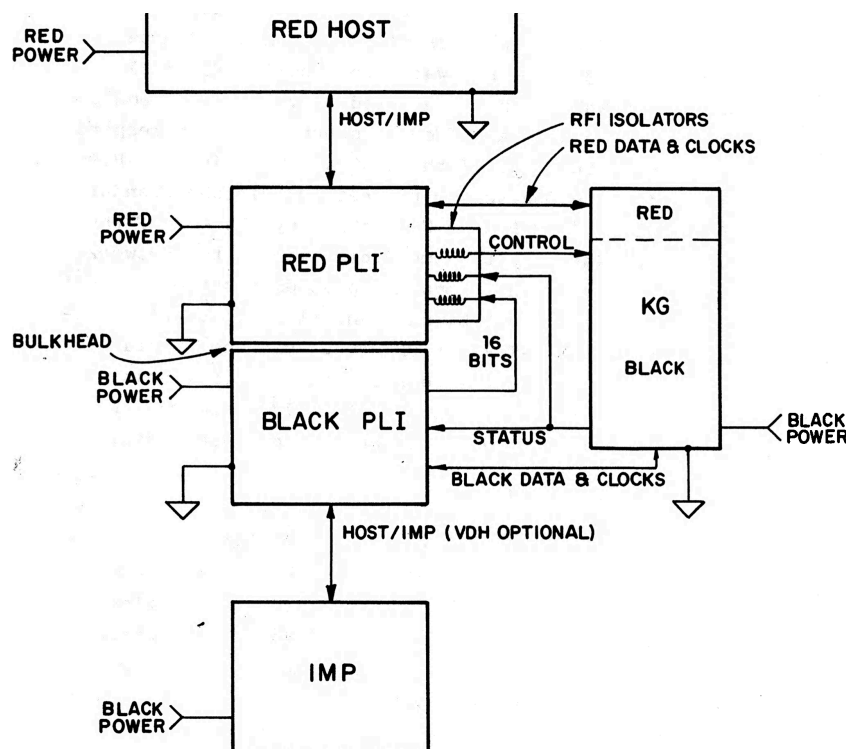 RED HOST
RED
POWER
HOST/IMP
RFI ISOLATORS
RED DATA & CLOCKS
RED
POWER
RED PLI
CONTROL
RED
KG
BLACK
BULKHEAD
16
BITS
BLACK
POWER
BLACK PLI
STATUS
BLACK
POWER
BLACK DATA & CLOCKS
HOST/IMP (VDH OPTIONAL)
IMP
BLACK
POWER